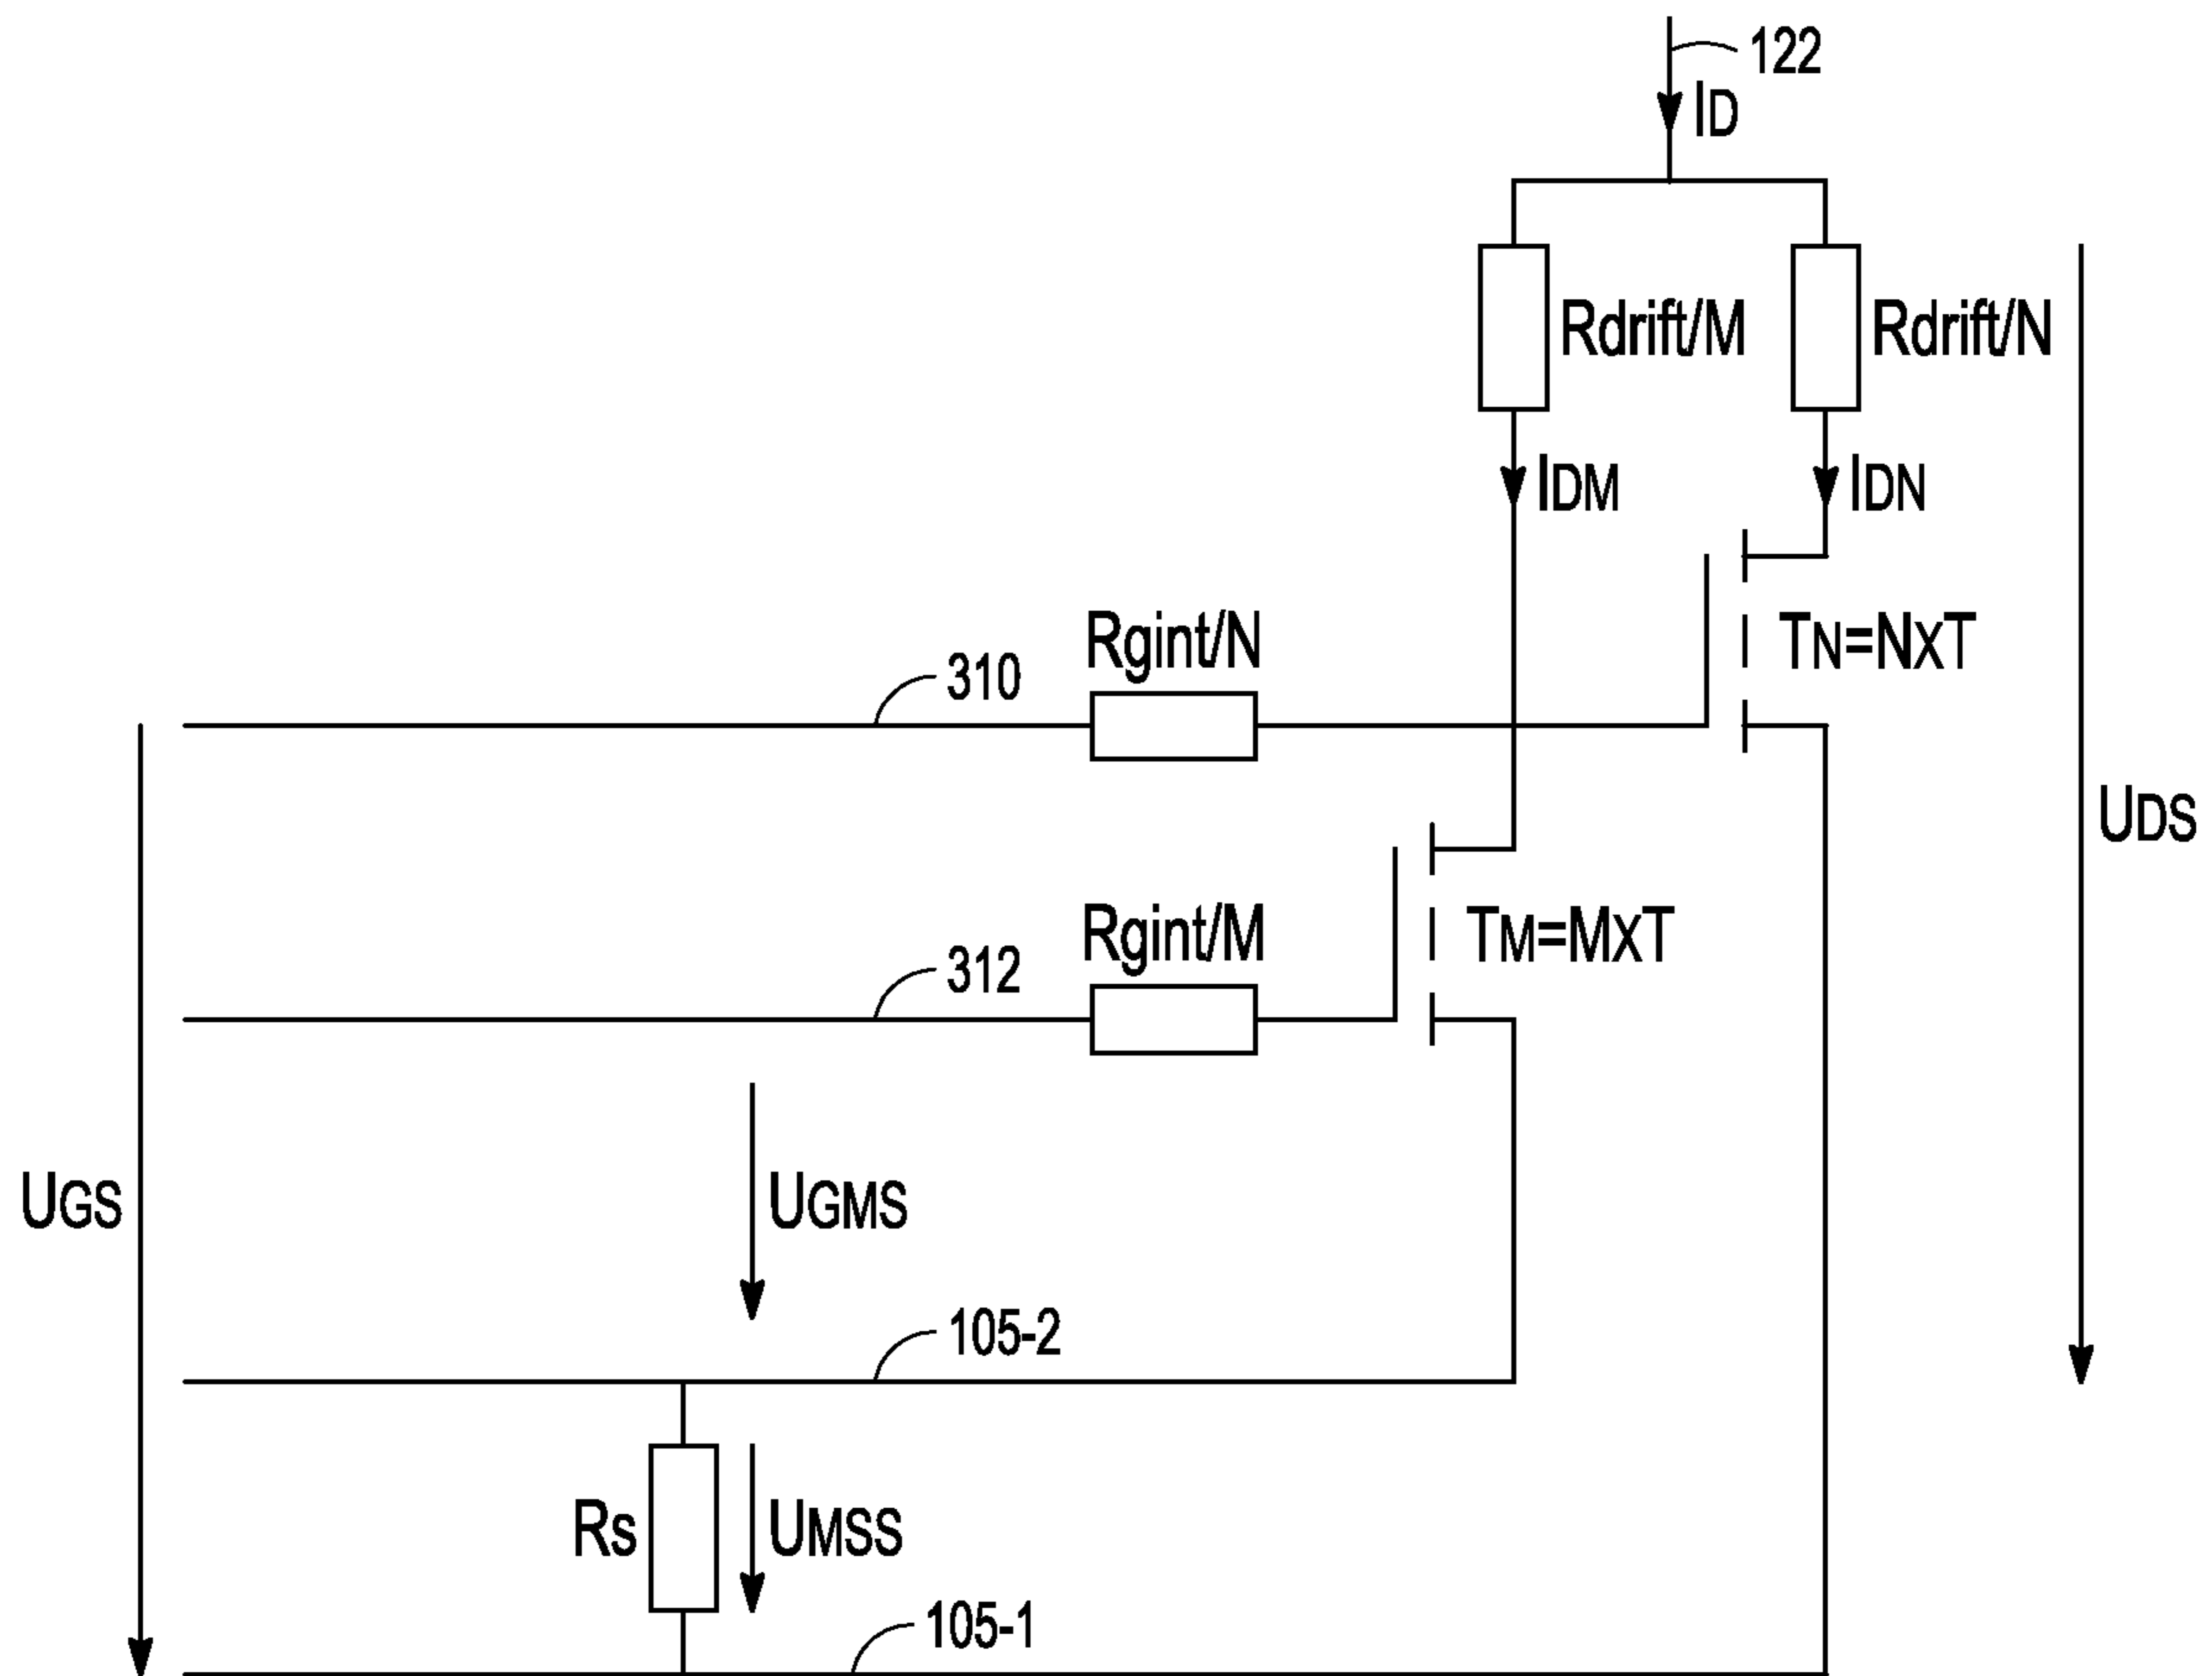 122
ID
Rdrift/M
Rdrift/N
IDM
IDN
Rgint/N
TN=NXT
310
UDS
Rgint/M
TM=MXT
312
UGS
UGMS
105-2
RS
UMSS
105-1